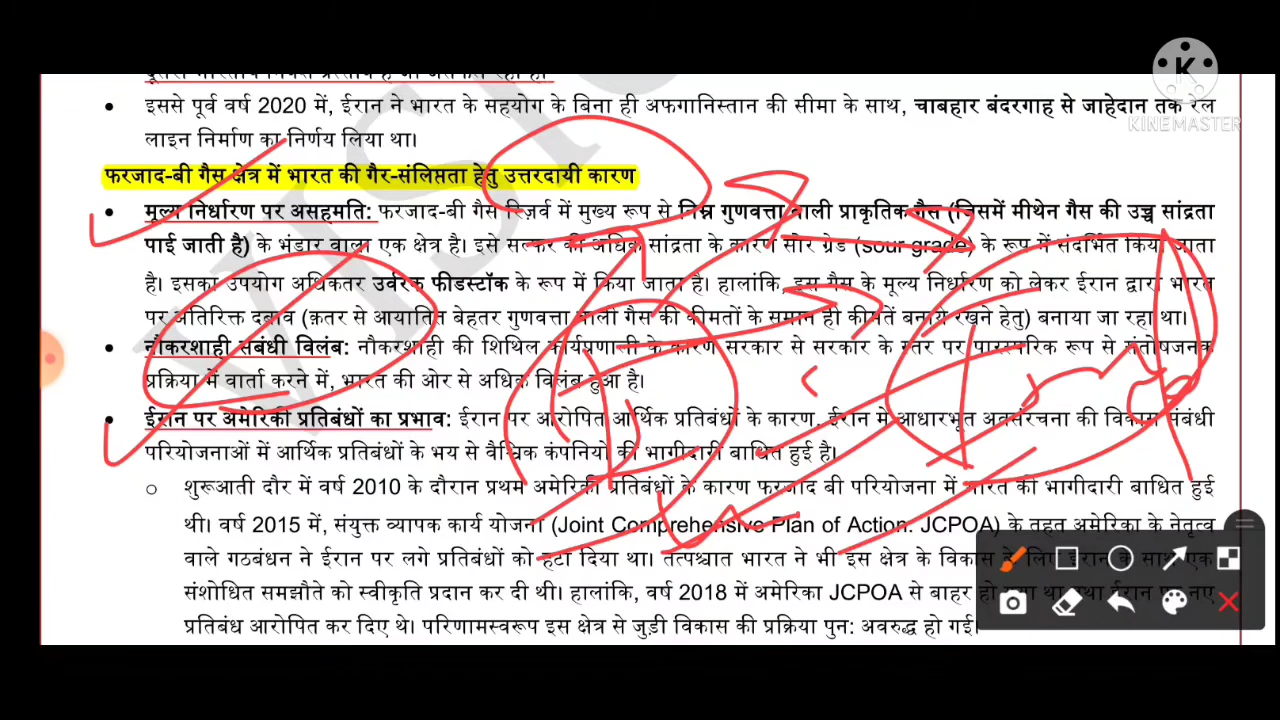 KINEMASTER
इससे पूर्व वर्ष 2020 में, ईरान ने भारत के सहयोग के बिना ही अफगानिस्तान की सीमा के साथ, चाबहार बंदरगाह से जाहेदान तक रेल
लाइन निर्माण का निर्णय लिया था।
फरजाद-बी गैस क्षेत्र में भारत की गैर-संलिप्तता हेतु उत्तरदायी कारण
मूल्य निर्धारण पर असहमति: फरजाद-बी गैस रिज़र्व में मुख्य रूप से निम्न गुणवत्ता वाली प्राकृतिक गैस (जिसमें मीथेन गैस की उच्च सांद्रता
पाई जाती है) के भंडार वाला एक क्षेत्र है। इसे सल्फर की अधिक सांद्रता के कारण सोर ग्रेड (sour grade) के रूप में संदर्भित किया जाता
है। इसका उपयोग अधिकतर उर्वरक फीडस्टॉक के रूप में किया जाता है। हालांकि, इस गैस के मूल्य निर्धारण को लेकर ईरान द्वारा भारत
पर अतिरिक्त दबाव (क़तर से आयातित बेहतर गुणवत्ता वाली गैस की कीमतों के समान ही कीमतें बनाये रखने हेतु) बनाया जा रहा था।
नौकरशाही संबंधी विलंब: नौकरशाही की शिथिल कार्यप्रणाली के कारण सरकार से सरकार के स्तर पर पारस्परिक रूप से संतोषजनक
प्रक्रिया में वार्ता करने में, भारत की ओर से अधिक विलंब हुआ है।
ईरान पर अमेरिकी प्रतिबंधों का प्रभाव: ईरान पर आरोपित आर्थिक प्रतिबंधों के कारण. ईरान में आधारभूत अवसंरचना की विकास संबंधी
परियोजनाओं में आर्थिक प्रतिबंधों के भय से वैश्विक कंपनियों की भागीदारी बाधित हुई है।
शुरूआती दौर में वर्ष 2010 के दौरान प्रथम अमेरिकी प्रतिबंधों के कारण फरजाद बी परियोजना में भारत की भागीदारी बाधित हुई
थी। वर्ष 2015 में, संयुक्त व्यापक कार्य योजना (Joint Comprehensive Plan of Action: JCPOA) के तहत अमेरिका के नेतृत्व
वाले गठबंधन ने ईरान पर लगे प्रतिबंधों को हटा दिया था। तत्पश्चात भारत ने भी इस क्षेत्र के विकास के लिए ईरान के साथ एक
संशोधित समझौते को स्वीकृति प्रदान कर दी थी। हालांकि, वर्ष 2018 में अमेरिका JCPOA से बाहर हो
प्रतिबंध आरोपित कर दिए थे। परिणामस्वरूप इस क्षेत्र से जुड़ी विकास की प्रक्रिया पुन: अवरुद्ध हो गई।